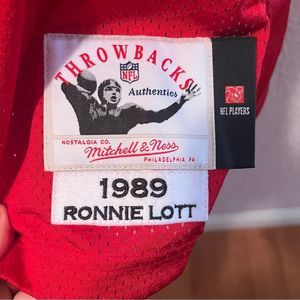 THROWBACKS
NFL
Authentics
NOSTALGIA CO.
Mitchell & Ness
PHILADELPHIA, PA
NFL PLAYERS
1989
RONNIE LOTT